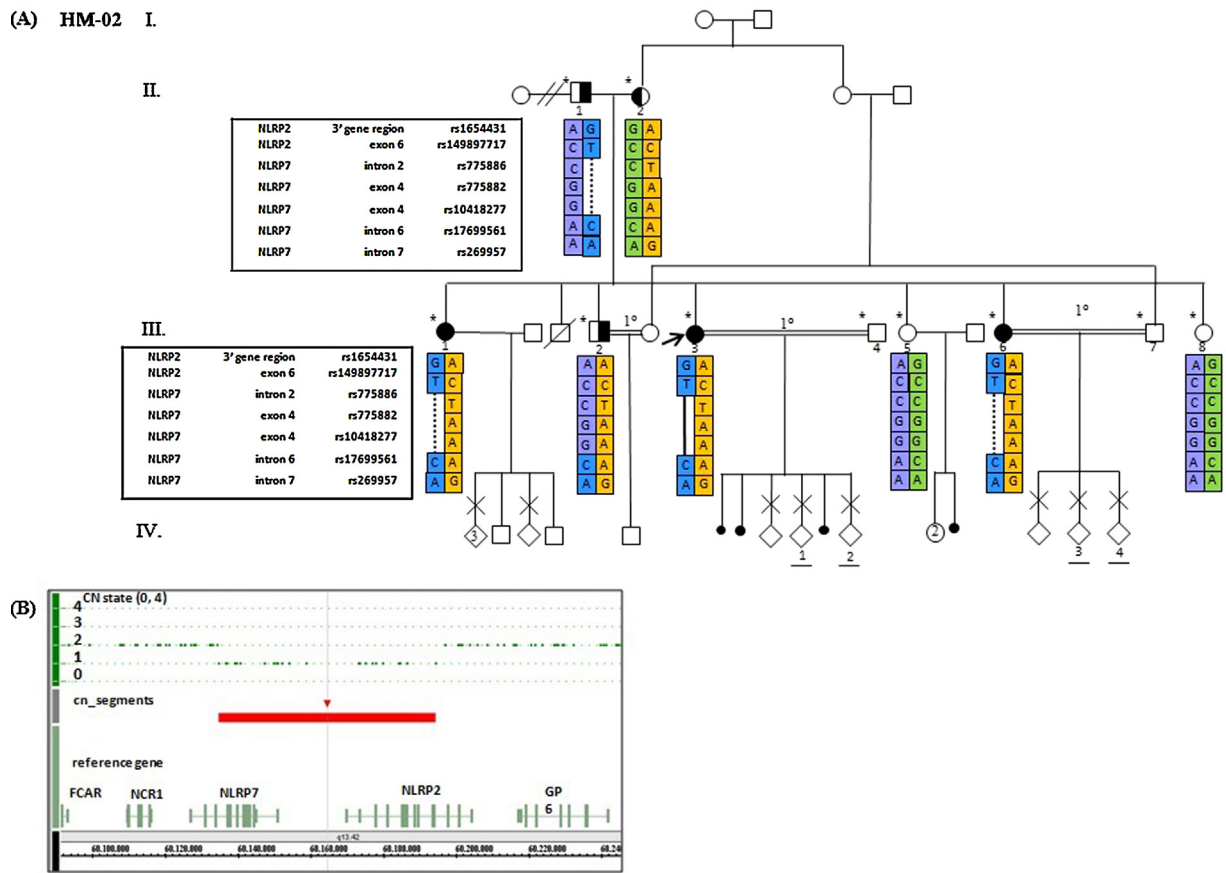 (A) HM-02 I.
II.
* *
1 2
NLRP2 3' gene region rs1654431
NLRP2 exon 6 rs149897717
NLRP7 intron 2 rs775886
NLRP7 exon 4 rs775882
NLRP7 exon 4 rs10418277
NLRP7 intron 6 rs17699561
NLRP7 intron 7 rs269957
A G G A
C T C C
C C T
G G A
G G A
A C C A
A A A G
III.
* * 1° * 1° * * * 1° * *
1 2 3 4 5 6 7 8
NLRP2 3' gene region rs1654431
NLRP2 exon 6 rs149897717
NLRP7 intron 2 rs775886
NLRP7 exon 4 rs775882
NLRP7 exon 4 rs10418277
NLRP7 intron 6 rs17699561
NLRP7 intron 7 rs269957
G A A A G A A G G A A G
T C C C T C C C T C C C
T C T T C C T C C
A G A A G G A G G
A G A A G G A G G
C A C A C A A C C A A C
A G A G A G A A A G A A
IV.
3 2
1 2 3 4
(B)
CN state (0, 4)
4
3
2
1
0
cn_segments
reference gene
FCAR NCR1 NLRP7 NLRP2 GP
6
q13.42
60.100.000 60.120.000 60.140.000 60.160.000 60.180.000 60.200.000 60.220.000 60.240